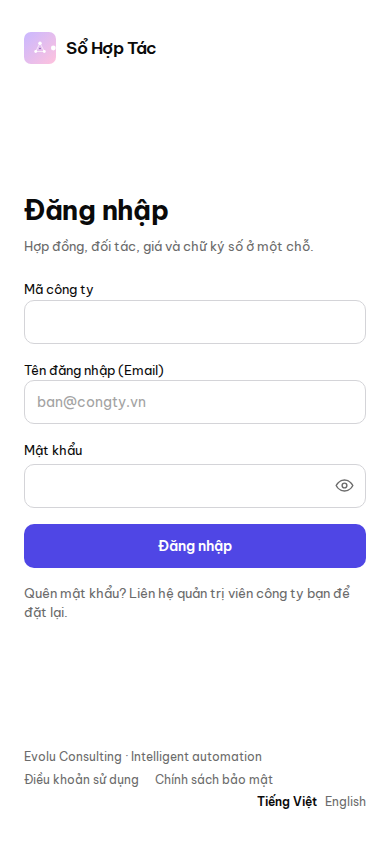 Sổ Hợp Tác
Đăng nhập
Hợp đồng, đối tác, giá và chữ ký số ở một chỗ.
Mã công ty
Tên đăng nhập (Email)
ban@congty.vn
Mật khẩu
Đăng nhập
Quên mật khẩu? Liên hệ quản trị viên công ty bạn để
đặt lại.
Evolu Consulting · Intelligent automation
Điều khoản sử dụng Chính sách bảo mật
Tiếng Việt English